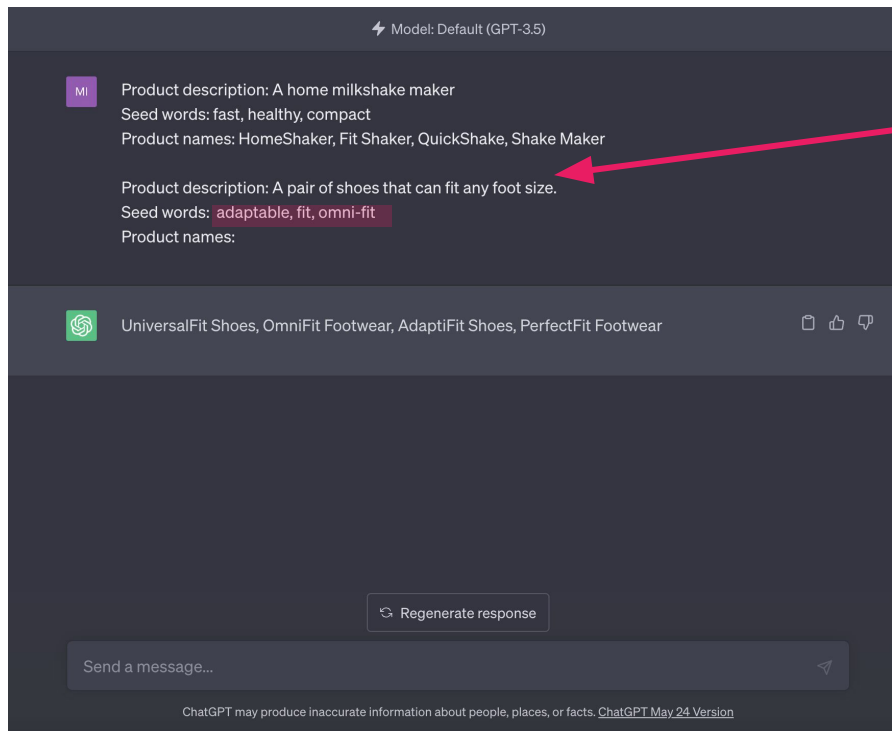 Model: Default (GPT-3.5)
MI
Product description: A home milkshake maker
Seed words: fast, healthy, compact
Product names: HomeShaker, Fit Shaker, QuickShake, Shake Maker
Product description: A pair of shoes that can fit any foot size.
Seed words: adaptable, fit, omni-fit
Product names:
UniversalFit Shoes, OmniFit Footwear, AdaptiFit Shoes, PerfectFit Footwear
Regenerate response
Send a message...
ChatGPT may produce inaccurate information about people, places, or facts. ChatGPT May 24 Version